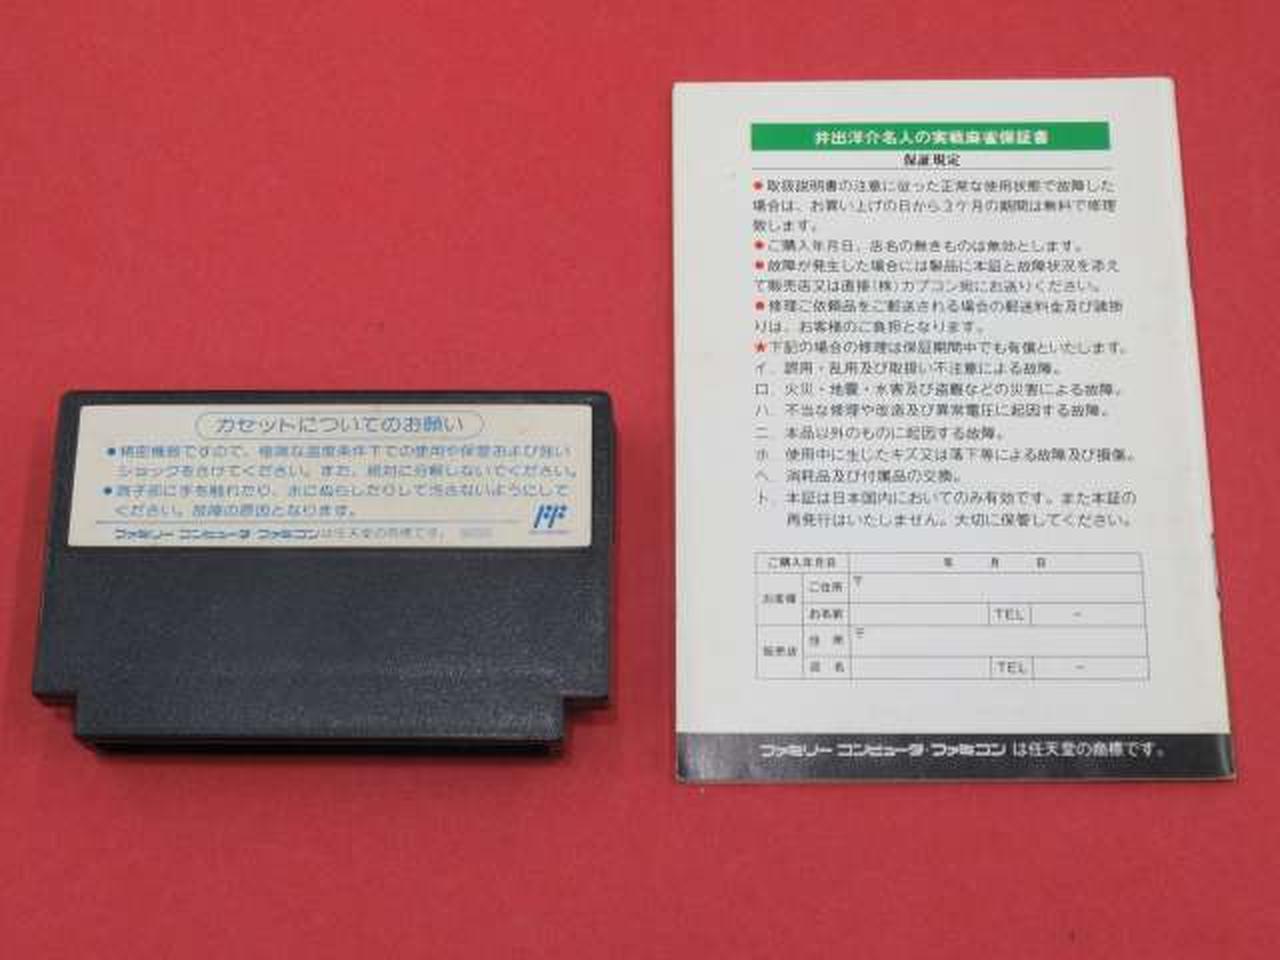 カセットについてのお願い
●精密機器ですので、極端な温度条件下での使用や保管および強い
ショックをさけてください。また、絶対に分解しないでください。
●端子部に手を触れたり、水にぬらしたりして汚さないようにして
ください。故障の原因となります。
ファミリーコンピュータ ファミコンは任天堂の商標です。
井出洋介名人の実戦麻雀保証書
保証規定
●取扱説明書の注意に従った正常な使用状態で故障した
場合は、お買い上げの日から3ケ月の期間は無料で修理
致します。
●ご購入年月日、店名の無きものは無効とします。
●故障が発生した場合には製品に本証と故障状況を添え
て販売店又は直接(株)カプコン宛にお送りください。
●修理ご依頼品をご郵送される場合の郵送料金及び諸掛
りは、お客様のご負担となります。
★下記の場合の修理は保証期間中でも有償といたします。
イ．誤用・乱用及び取扱い不注意による故障。
ロ．火災・地震・水害及び盗難などの災害による故障。
ハ．不当な修理や改造及び異常電圧に起因する故障。
ニ．本品以外のものに起因する故障。
ホ．使用中に生じたキズ又は落下等による故障及び損傷。
ヘ．消耗品及び付属品の交換。
ト．本証は日本国内においてのみ有効です。また本証の
再発行はいたしません。大切に保管してください。
ご購入年月日 年 月 日
お客様 ご住所 〒
お名前 TEL －
販売店 住 所 〒
店 名 TEL －
ファミリーコンピュータ・ファミコン は任天堂の商標です。